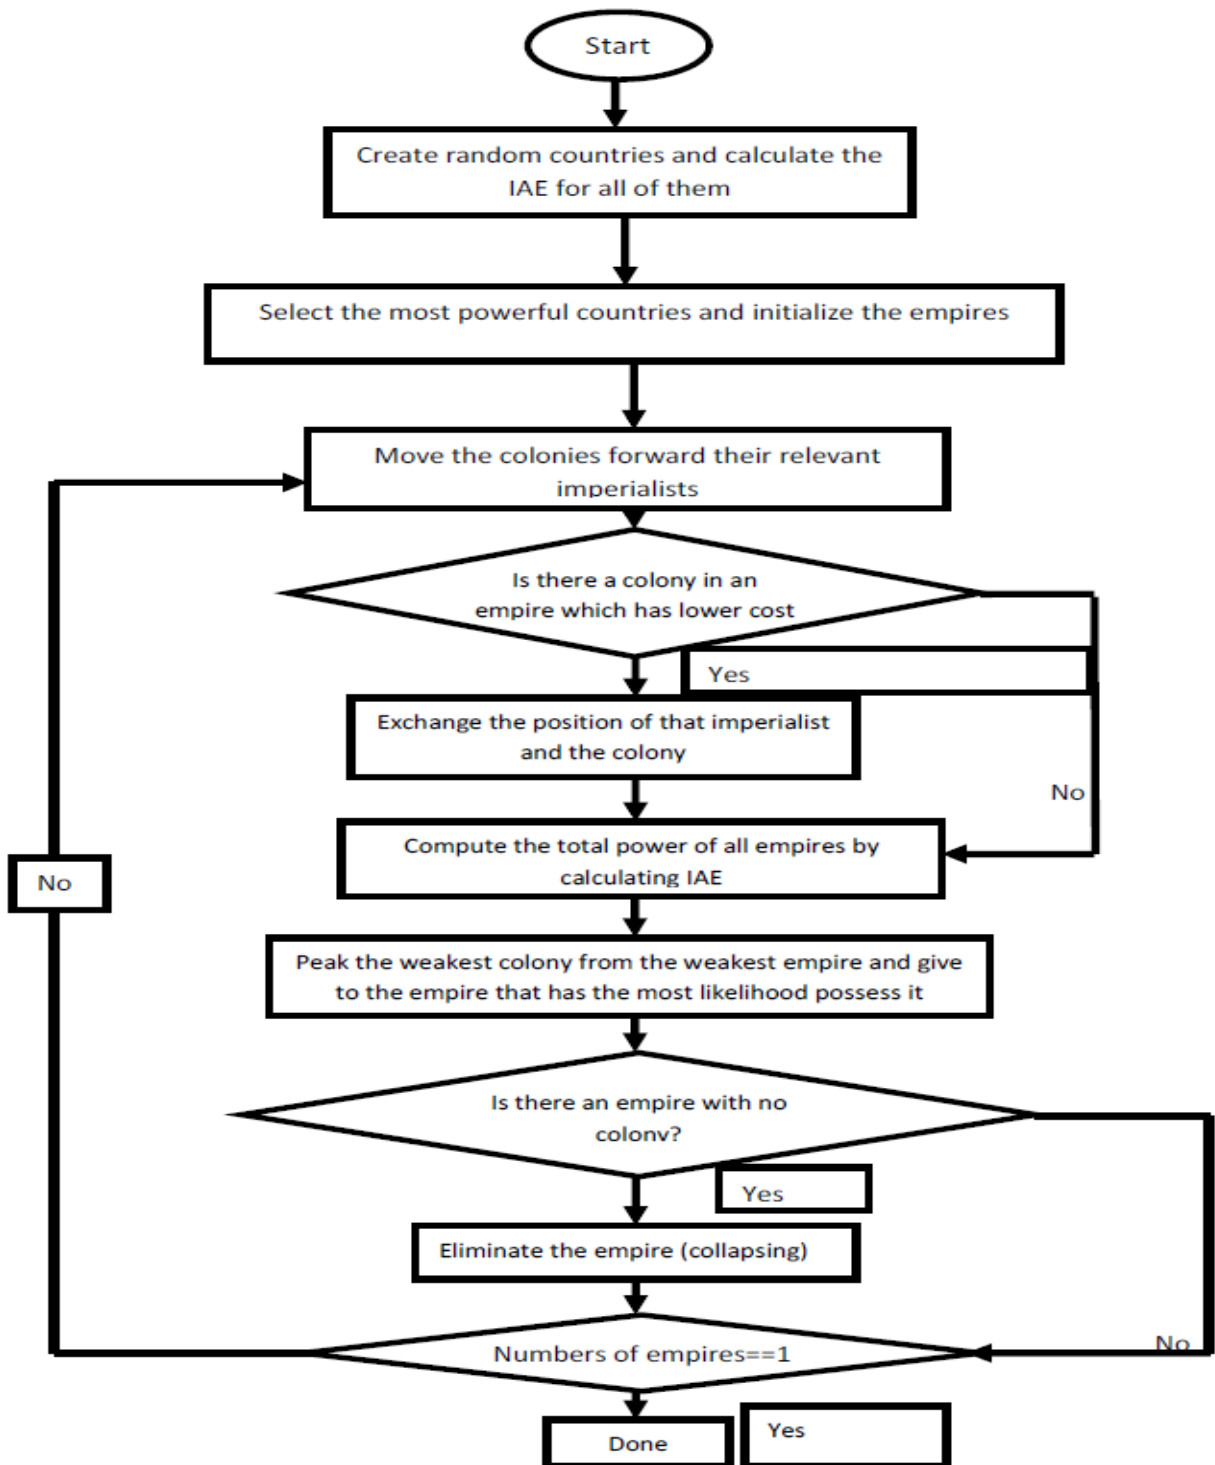 Start
Create random countries and calculate the
IAE for all of them
Select the most powerful countries and initialize the empires
Move the colonies forward their relevant
imperialists
Is there a colony in an
empire which has lower cost
Yes
Exchange the position of that imperialist
and the colony
No
Compute the total power of all empires by
calculating IAE
No
Peak the weakest colony from the weakest empire and give
to the empire that has the most likelihood possess it
Is there an empire with no
colony?
Yes
Eliminate the empire (collapsing)
No
Numbers of empires==1
Yes
Done